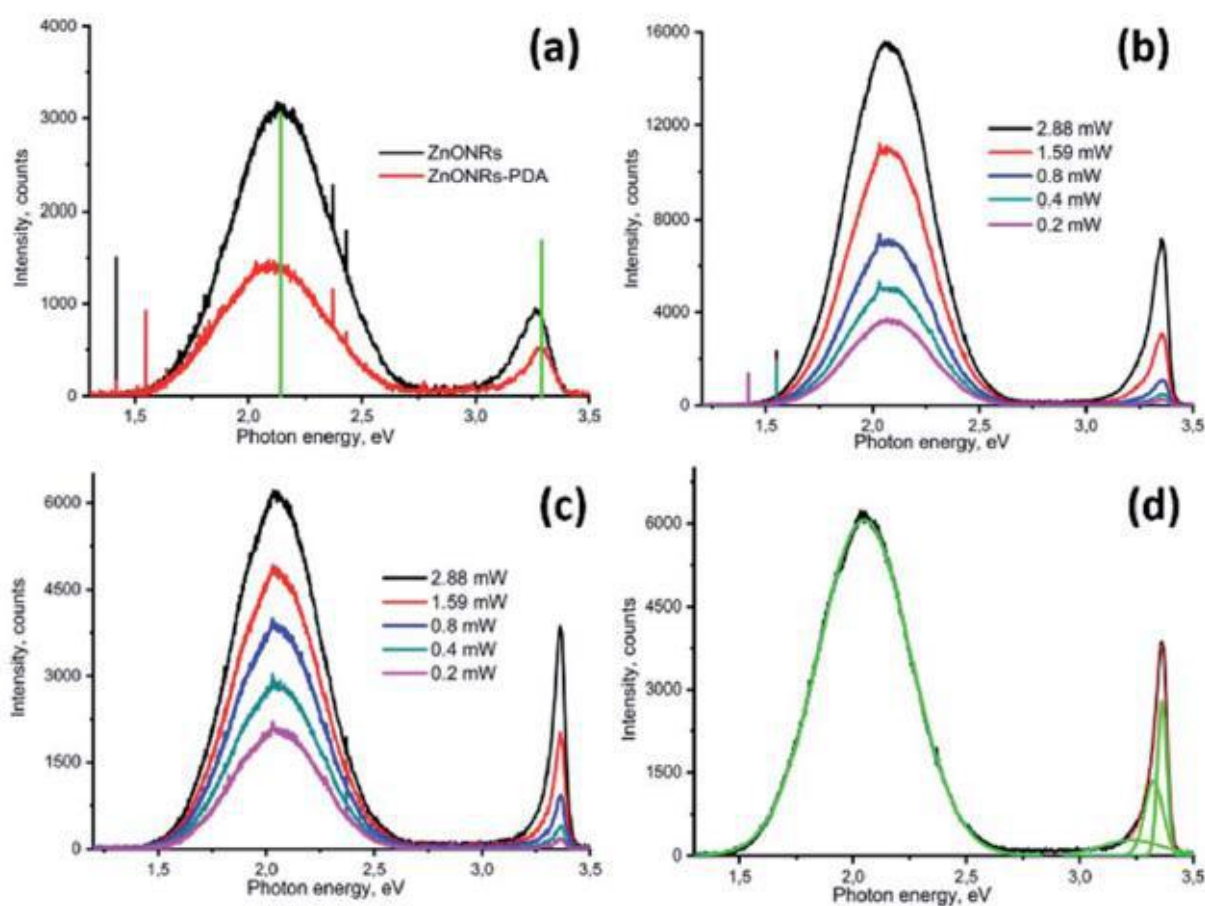 (a)
4000
3000
2000
1000
0
Intensity, counts
ZnONRs
ZnONRs-PDA
1,5 2,0 2,5 3,0 3,5
Photon energy, eV
(b)
16000
12000
8000
4000
0
Intensity, counts
2.88 mW
1.59 mW
0.8 mW
0.4 mW
0.2 mW
1,5 2,0 2,5 3,0 3,5
Photon energy, eV
(c)
6000
4500
3000
1500
0
Intensity, counts
2.88 mW
1.59 mW
0.8 mW
0.4 mW
0.2 mW
1,5 2,0 2,5 3,0 3,5
Photon energy, eV
(d)
6000
4500
3000
1500
0
Intensity, counts
1,5 2,0 2,5 3,0 3,5
Photon energy, eV